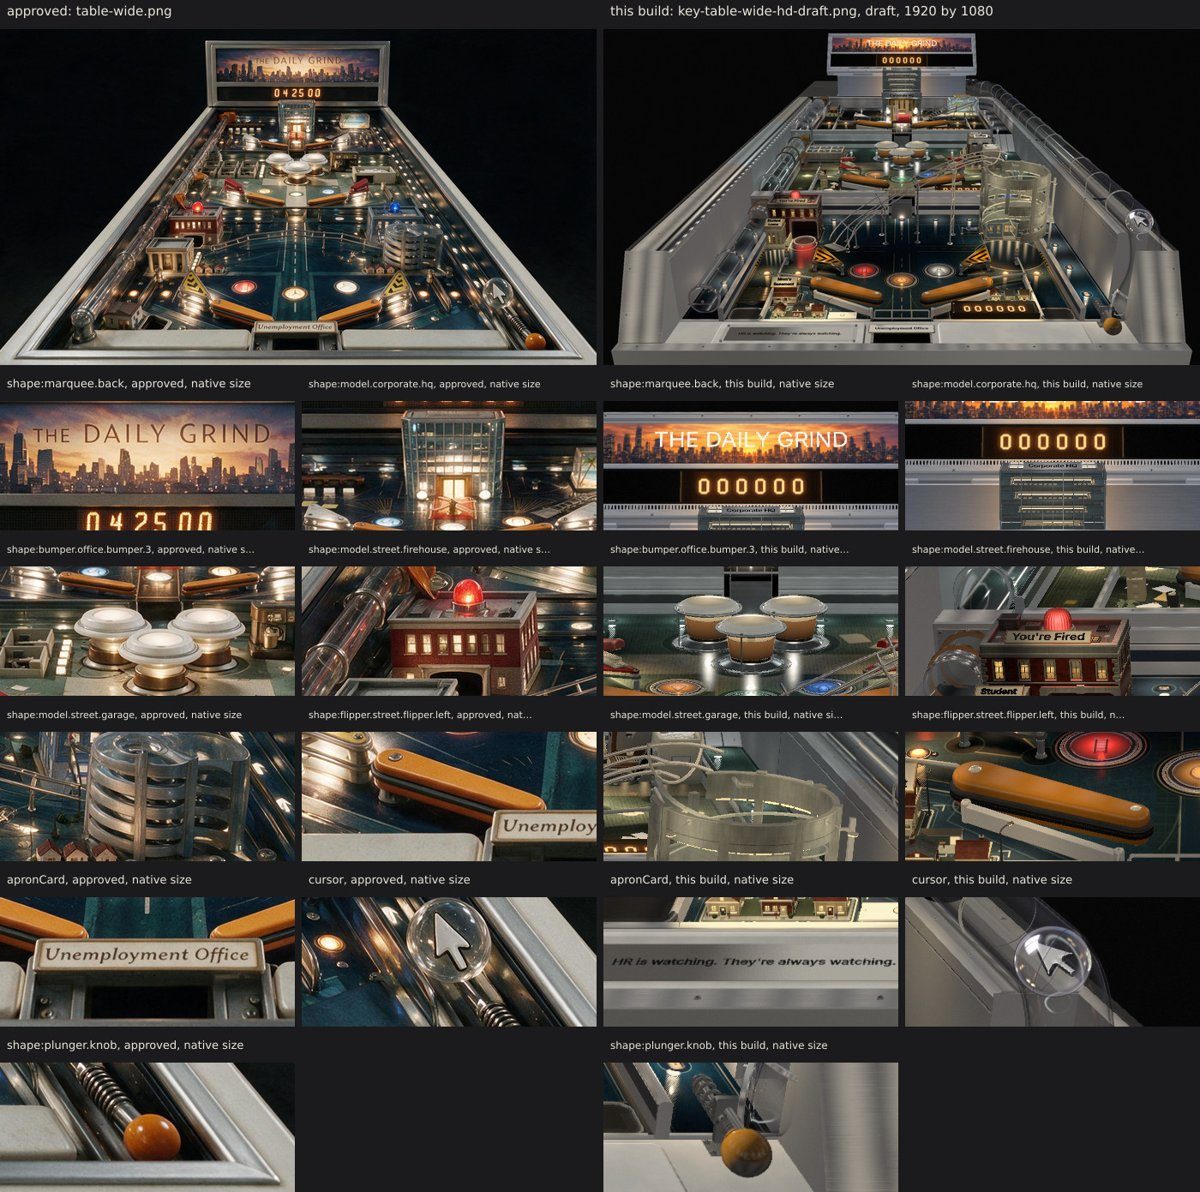 approved: table-wide.png
this build: key-table-wide-hd-draft.png, draft, 1920 by 1080
THE DAILY GRIND
042500
Unemployment Office
THE DAILY GRIND
000000
You're Fired
000000
HR is watching. They're always watching.
Unemployment Office
shape:marquee.back, approved, native size
shape:model.corporate.hq, approved, native size
shape:marquee.back, this build, native size
shape:model.corporate.hq, this build, native size
THE DAILY GRIND
042500
THE DAILY GRIND
000000
Corporate HQ
000000
Corporate HQ
shape:bumper.office.bumper.3, approved, native s...
shape:model.street.firehouse, approved, native s...
shape:bumper.office.bumper.3, this build, native...
shape:model.street.firehouse, this build, native...
You're Fired
Student
shape:model.street.garage, approved, native size
shape:flipper.street.flipper.left, approved, nat...
shape:model.street.garage, this build, native si...
shape:flipper.street.flipper.left, this build, n...
Unemploy
apronCard, approved, native size
cursor, approved, native size
apronCard, this build, native size
cursor, this build, native size
Unemployment Office
HR is watching. They're always watching.
shape:plunger.knob, approved, native size
shape:plunger.knob, this build, native size